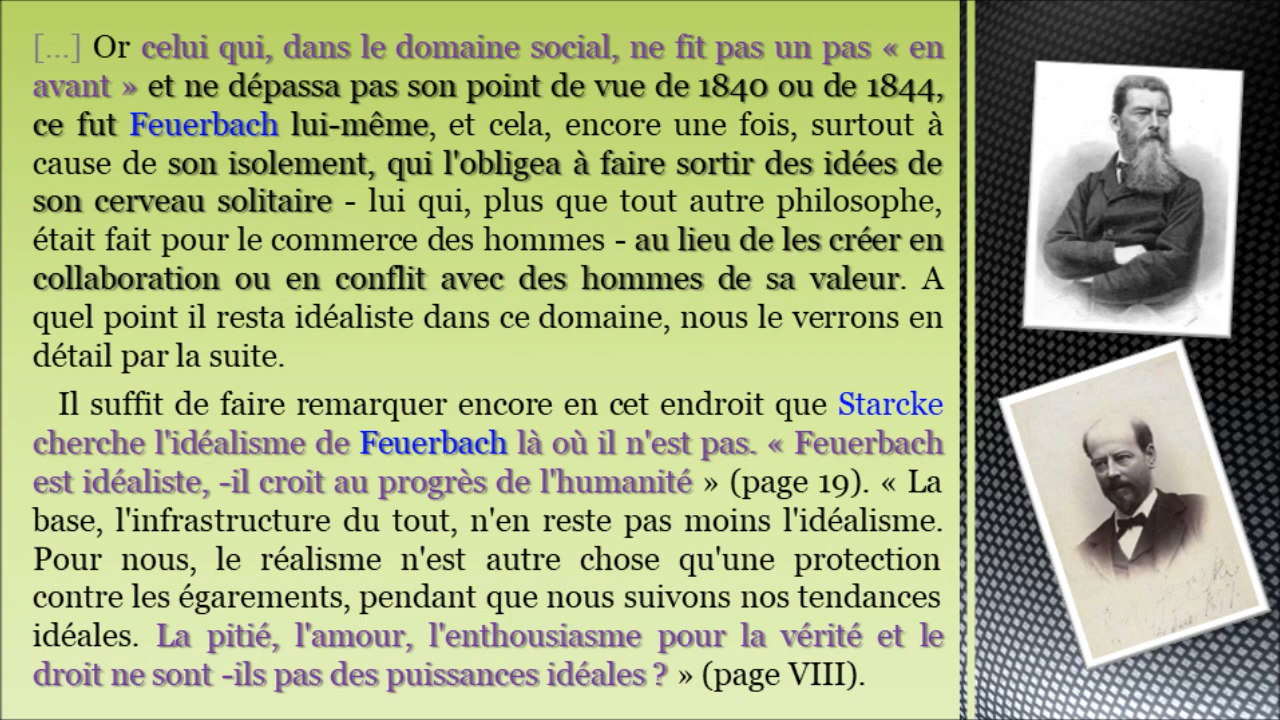 [...] Or celui qui, dans le domaine social, ne fit pas un pas « en
avant » et ne dépassa pas son point de vue de 1840 ou de 1844,
ce fut Feuerbach lui-même, et cela, encore une fois, surtout à
cause de son isolement, qui l'obligea à faire sortir des idées de
son cerveau solitaire - lui qui, plus que tout autre philosophe,
était fait pour le commerce des hommes - au lieu de les créer en
collaboration ou en conflit avec des hommes de sa valeur. A
quel point il resta idéaliste dans ce domaine, nous le verrons en
détail par la suite.
Il suffit de faire remarquer encore en cet endroit que Starcke
cherche l'idéalisme de Feuerbach là où il n'est pas. « Feuerbach
est idéaliste, -il croit au progrès de l'humanité » (page 19). « La
base, l'infrastructure du tout, n'en reste pas moins l'idéalisme.
Pour nous, le réalisme n'est autre chose qu'une protection
contre les égarements, pendant que nous suivons nos tendances
idéales. La pitié, l'amour, l'enthousiasme pour la vérité et le
droit ne sont -ils pas des puissances idéales ? » (page VIII).